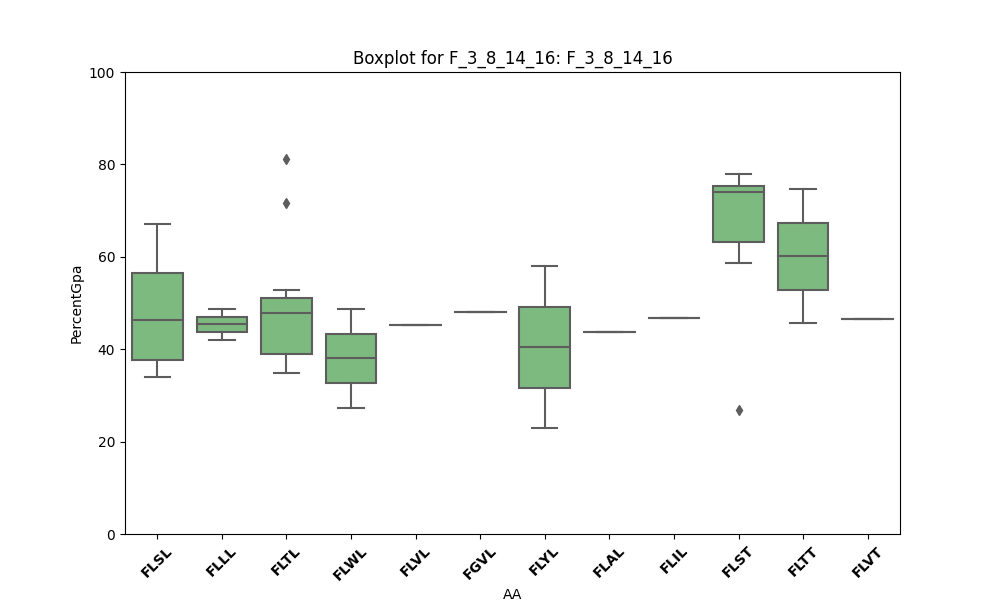 Boxplot for F_3_8_14_16: F_3_8_14_16
100
80
60
40
20
0
PercentGpa
FLSL
FLLL
FLTL
FLWL
FLVL
FGVL
FLYL
FLAL
FLIL
FLST
FLTT
FLVT
AA